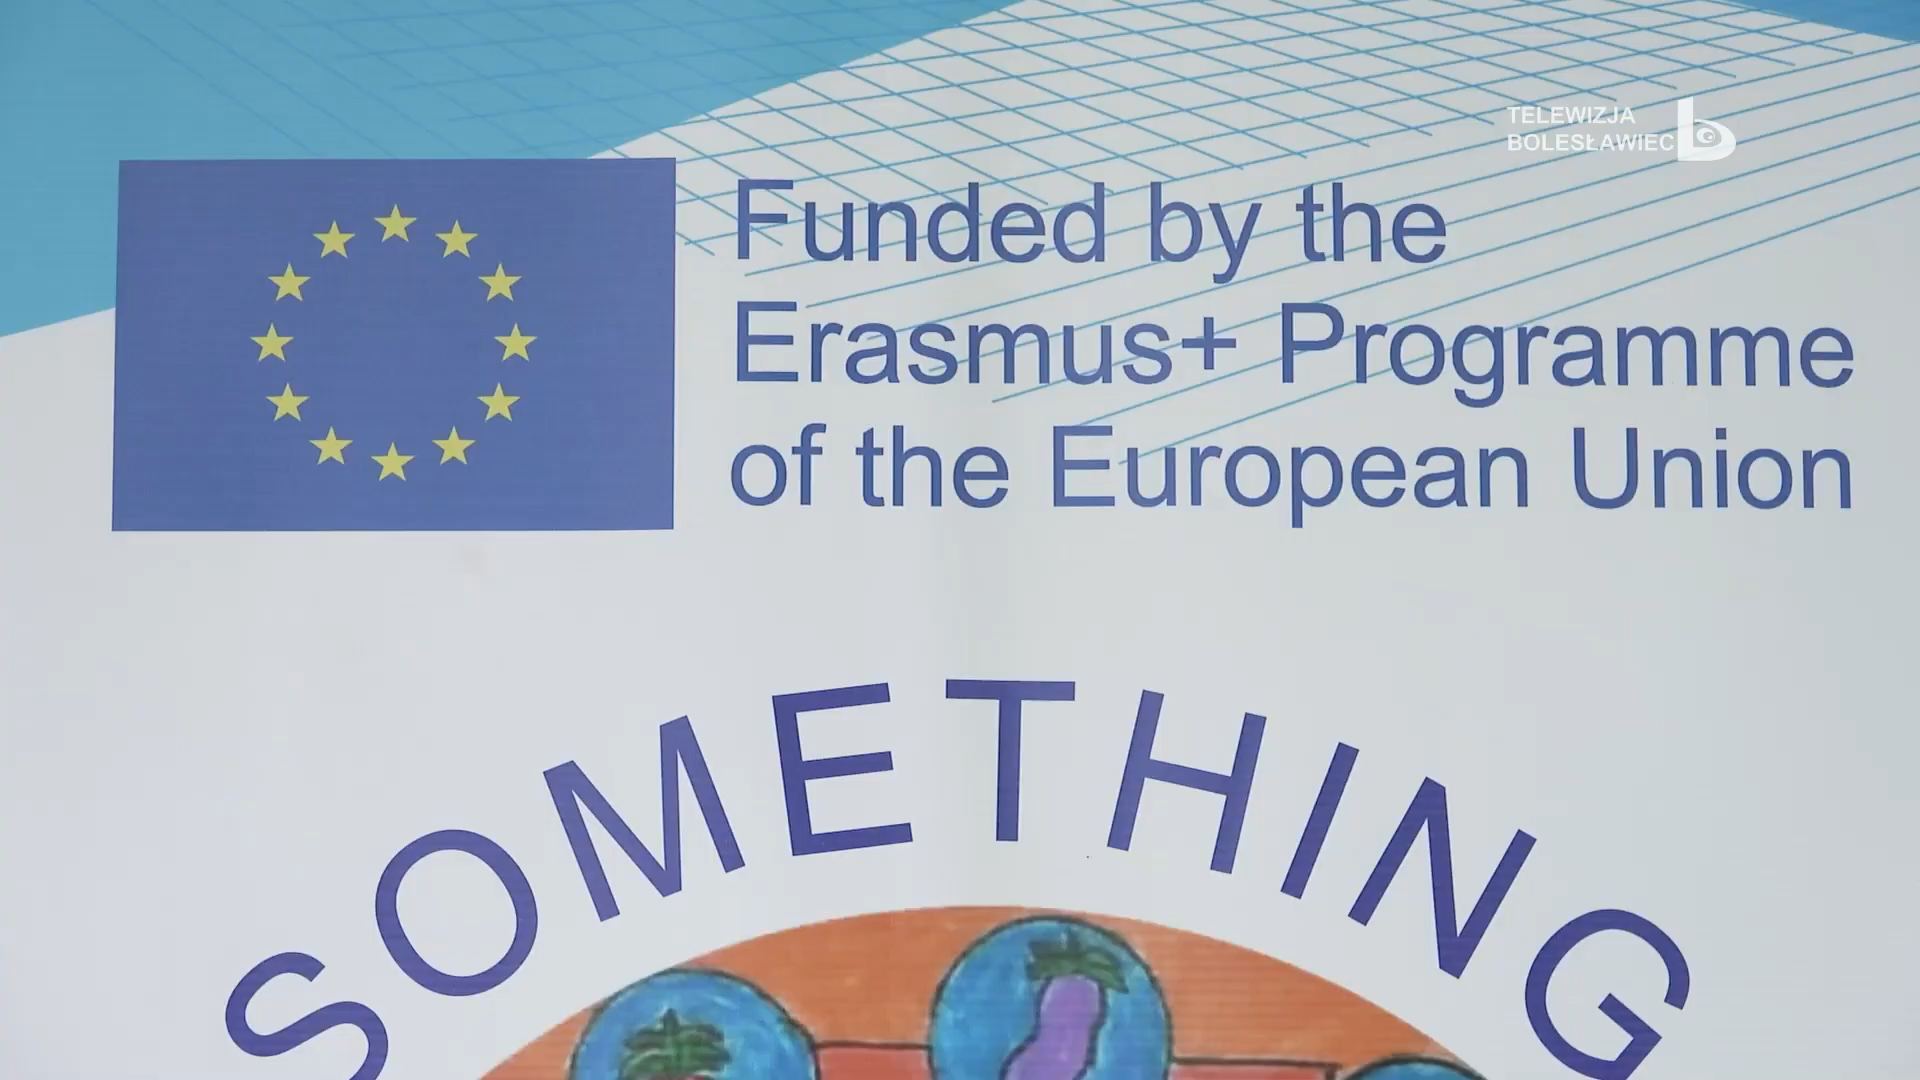 TELEWIZJA
BOLESŁAWIEC
Funded by the
Erasmus+ Programme
of the European Union
SOMETHING